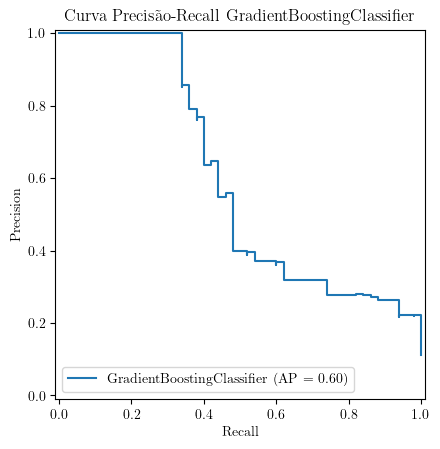 Curva Precisão-Recall GradientBoostingClassifier
1.0
0.8
0.6
0.4
0.2
0.0
Precision
GradientBoostingClassifier (AP = 0.60)
0.0 0.2 0.4 0.6 0.8 1.0
Recall